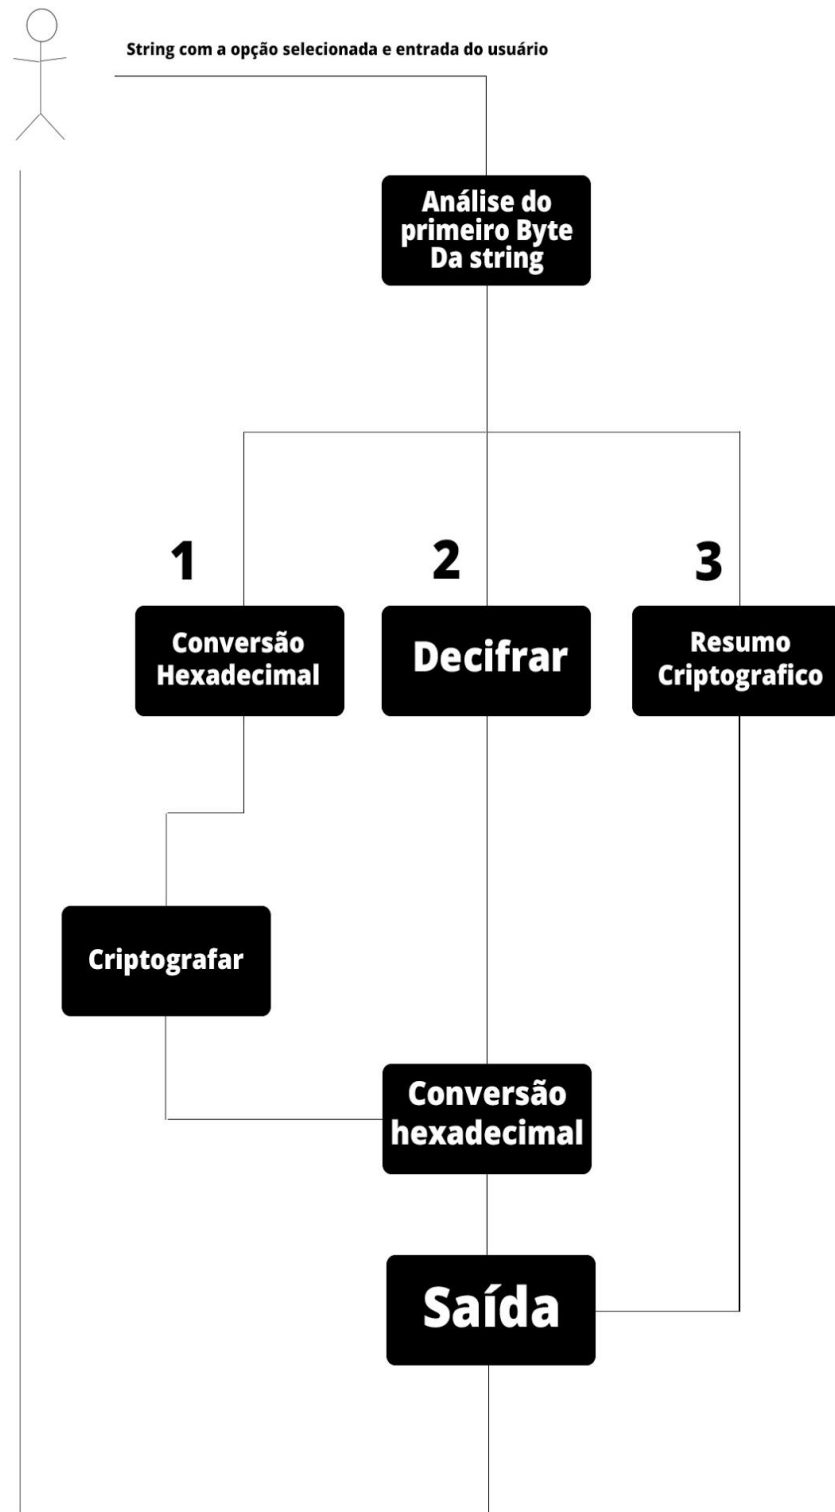 String com a opção selecionada e entrada do usuário
Análise do
primeiro Byte
Da string
1
2
3
Conversão
Hexadecimal
Decifrar
Resumo
Criptografico
Criptografar
Conversão
hexadecimal
Saída